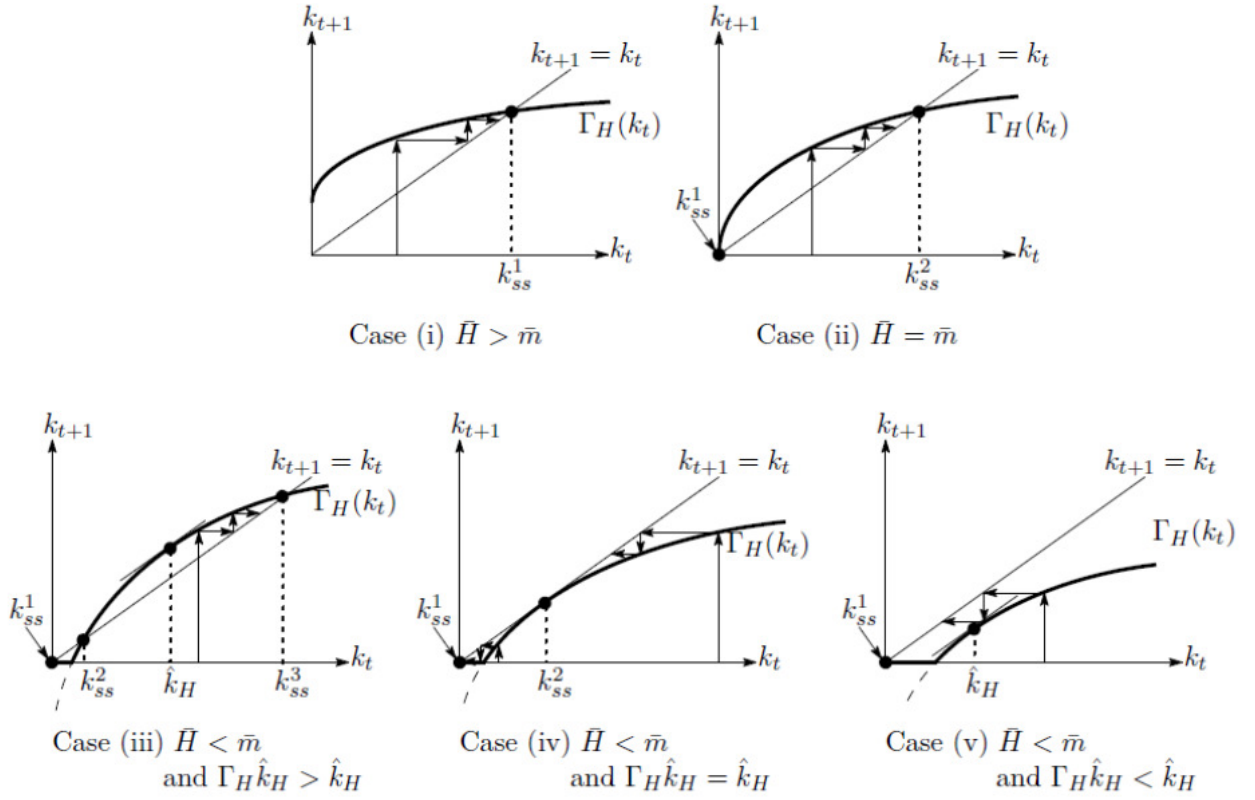 k_{t+1}
k_{t+1} = k_t
Γ_H(k_t)
k_t
k^1_{ss}
Case (i) H̄ > m̄
k_{t+1}
k_{t+1} = k_t
Γ_H(k_t)
k^1_{ss}
k_t
k^2_{ss}
Case (ii) H̄ = m̄
k_{t+1}
k_{t+1} = k_t
Γ_H(k_t)
k^1_{ss}
k_t
k^2_{ss} k̂_H k^3_{ss}
Case (iii) H̄ < m̄
and Γ_H k̂_H > k̂_H
k_{t+1}
k_{t+1} = k_t
Γ_H(k_t)
k^1_{ss}
k_t
k^2_{ss}
Case (iv) H̄ < m̄
and Γ_H k̂_H = k̂_H
k_{t+1}
k_{t+1} = k_t
Γ_H(k_t)
k^1_{ss}
k_t
k̂_H
Case (v) H̄ < m̄
and Γ_H k̂_H < k̂_H